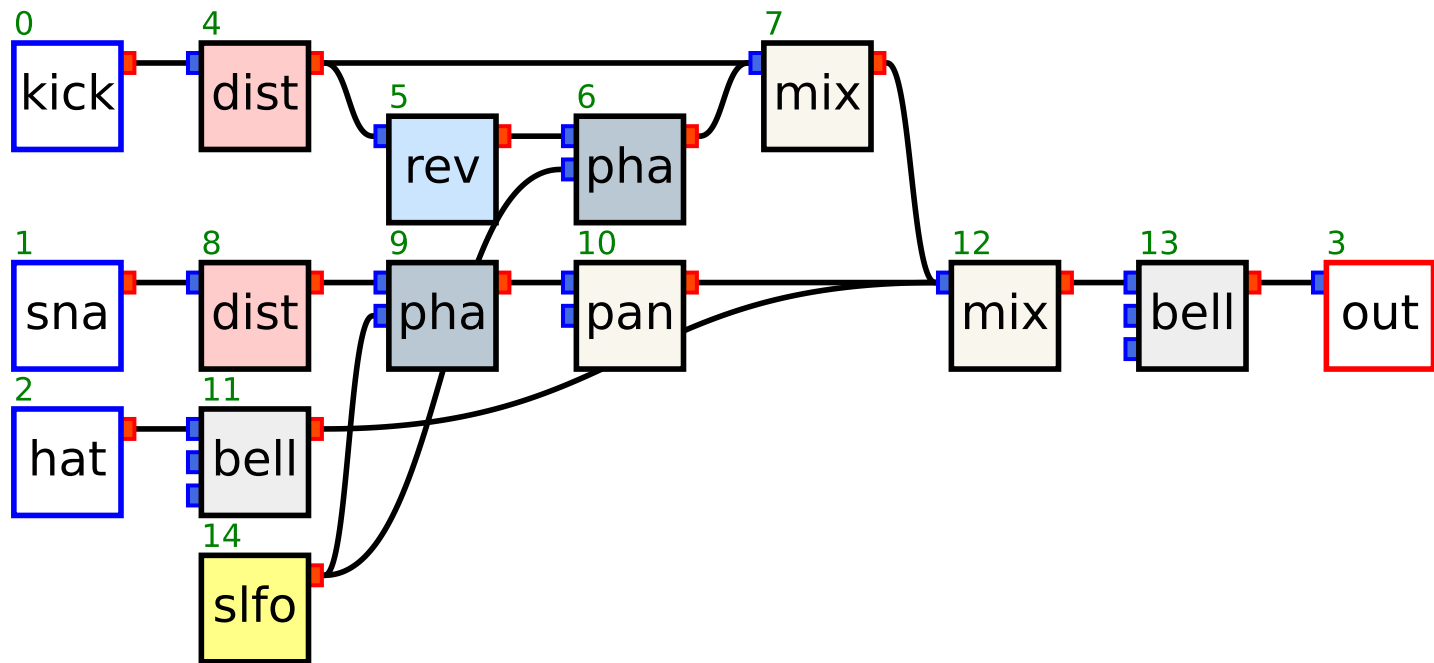 0 4 7
kick dist mix
5 6
rev pha
1 8 9 10 12 13 3
sna dist pha pan mix bell out
2 11
hat bell
14
slfo